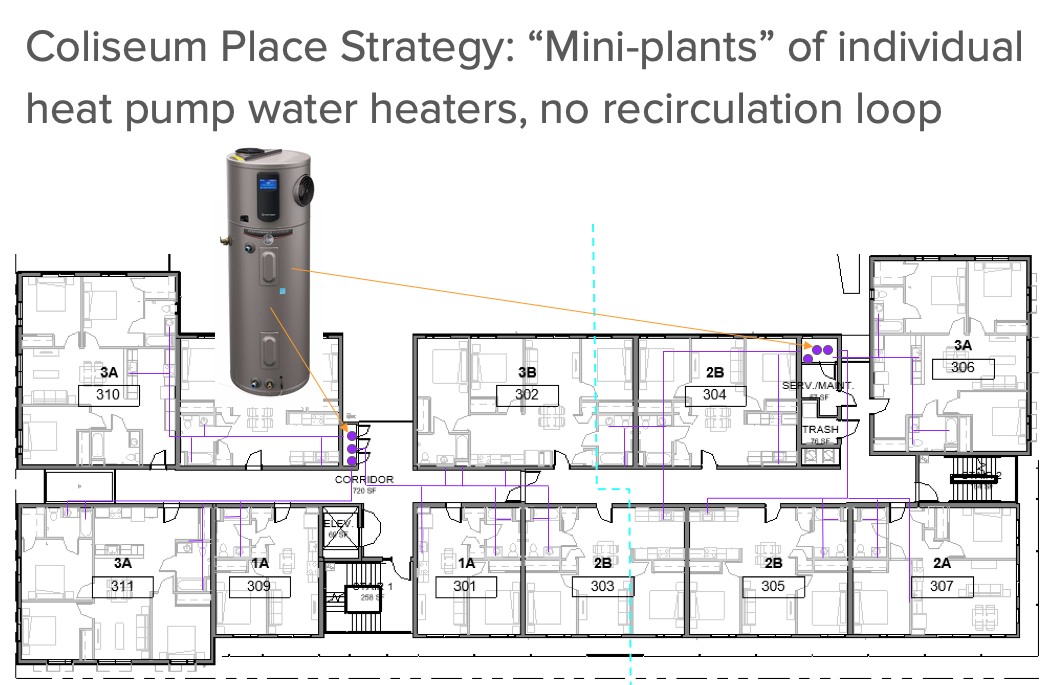 Coliseum Place Strategy: “Mini-plants” of individual
heat pump water heaters, no recirculation loop
3A
310
3B
302
2B
304
SERV./MAINT.
TRASH
76 SF
3A
306
CORRIDOR
720 SF
ELEV.
66 SF
STAIR 1
258 SF
3A
311
1A
309
1A
301
2B
303
2B
305
2A
307